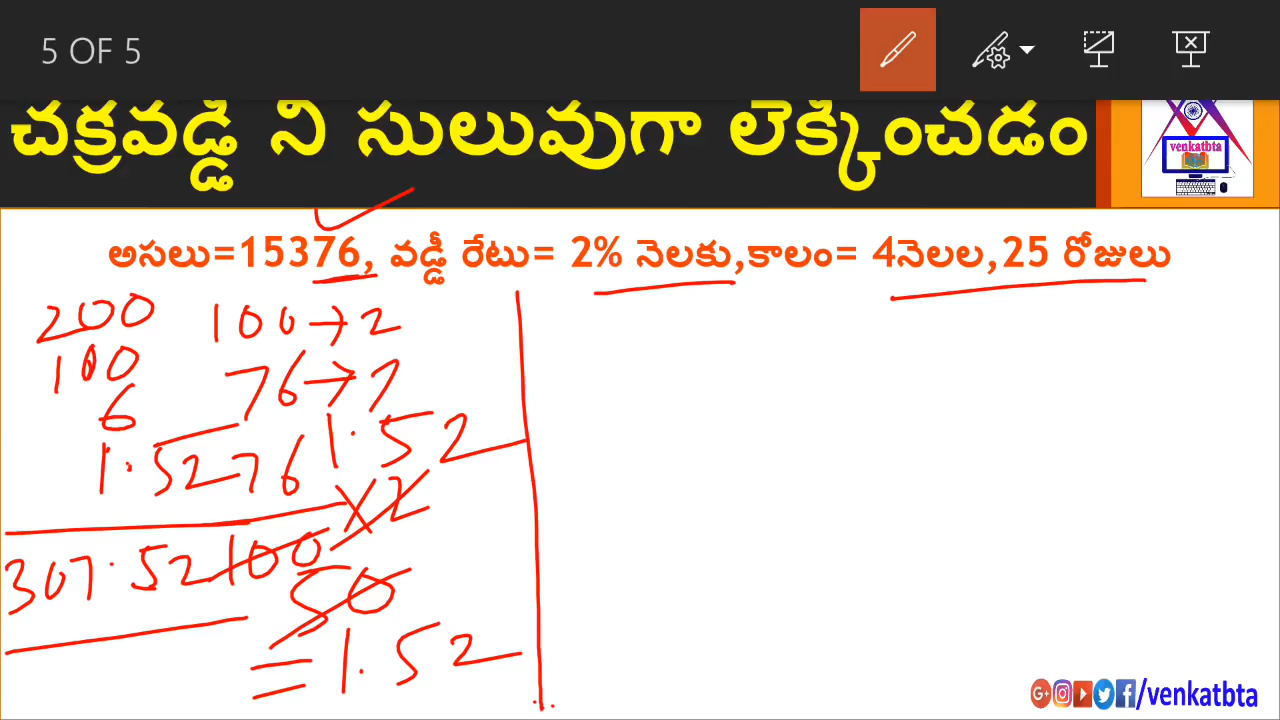 5 OF 5
చక్రవడ్డీ ని సులువుగా లెక్కించడం
venkatbta
అసలు=15376, వడ్డీ రేటు= 2% నెలకు,కాలం= 4నెలల,25 రోజులు
200
100
6
1.52
307.52
100→2
76→?
76 1.52
×2
100
50
=1.52
/venkatbta